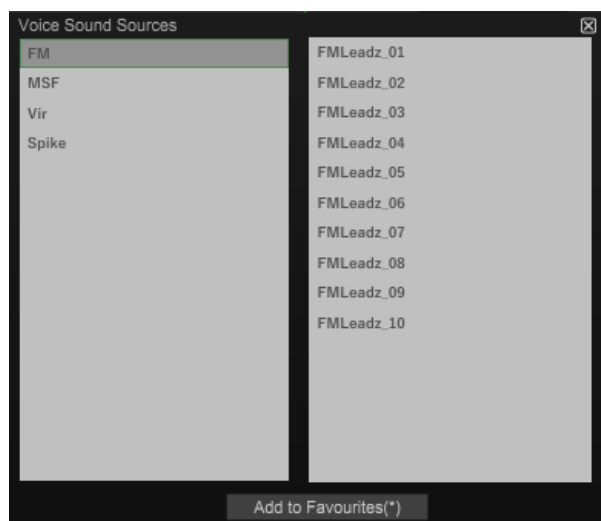 Voice Sound Sources
FM
MSF
Vir
Spike
FMLeadz_01
FMLeadz_02
FMLeadz_03
FMLeadz_04
FMLeadz_05
FMLeadz_06
FMLeadz_07
FMLeadz_08
FMLeadz_09
FMLeadz_10
Add to Favourites(*)